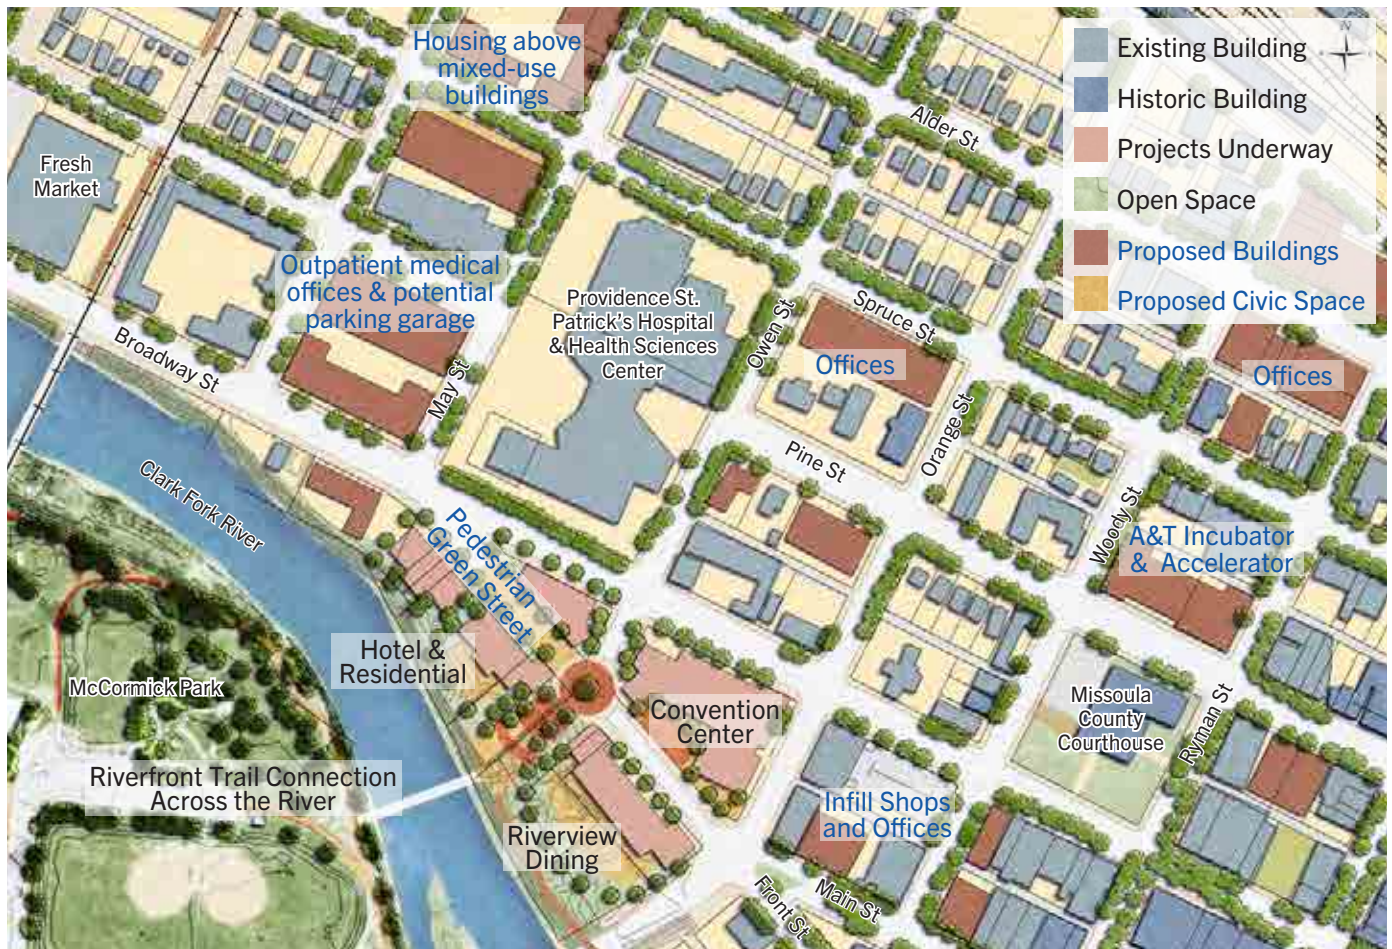 Housing above
mixed-use
buildings
Existing Building
Historic Building
Projects Underway
Open Space
Proposed Buildings
Proposed Civic Space
N
Alder St
Fresh
Market
Outpatient medical
offices & potential
parking garage
Providence St.
Patrick's Hospital
& Health Sciences
Center
Owen St
Spruce St
Offices
Offices
Broadway St
May St
Orange St
Pine St
Clark Fork River
Woody St
Pedestrian
Green Street
A&T Incubator
& Accelerator
Hotel &
Residential
McCormick Park
Convention
Center
Missoula
County
Courthouse
Ryman St
Riverfront Trail Connection
Across the River
Infill Shops
and Offices
Riverview
Dining
Front St
Main St